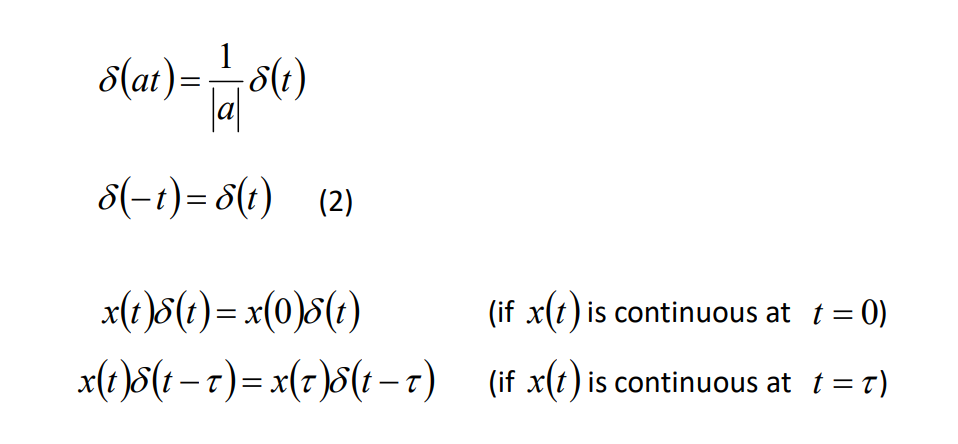 δ(at) = 1/|a| δ(t)
δ(−t) = δ(t) (2)
x(t)δ(t) = x(0)δ(t) (if x(t) is continuous at t = 0)
x(t)δ(t − τ) = x(τ)δ(t − τ) (if x(t) is continuous at t = τ)